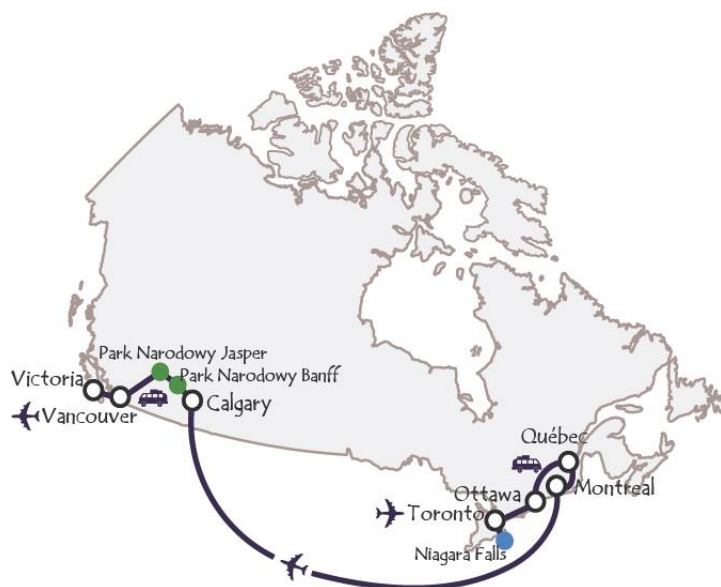 Park Narodowy Jasper
Park Narodowy Banff
Victoria
Vancouver
Calgary
Québec
Ottawa
Montreal
Toronto
Niagara Falls